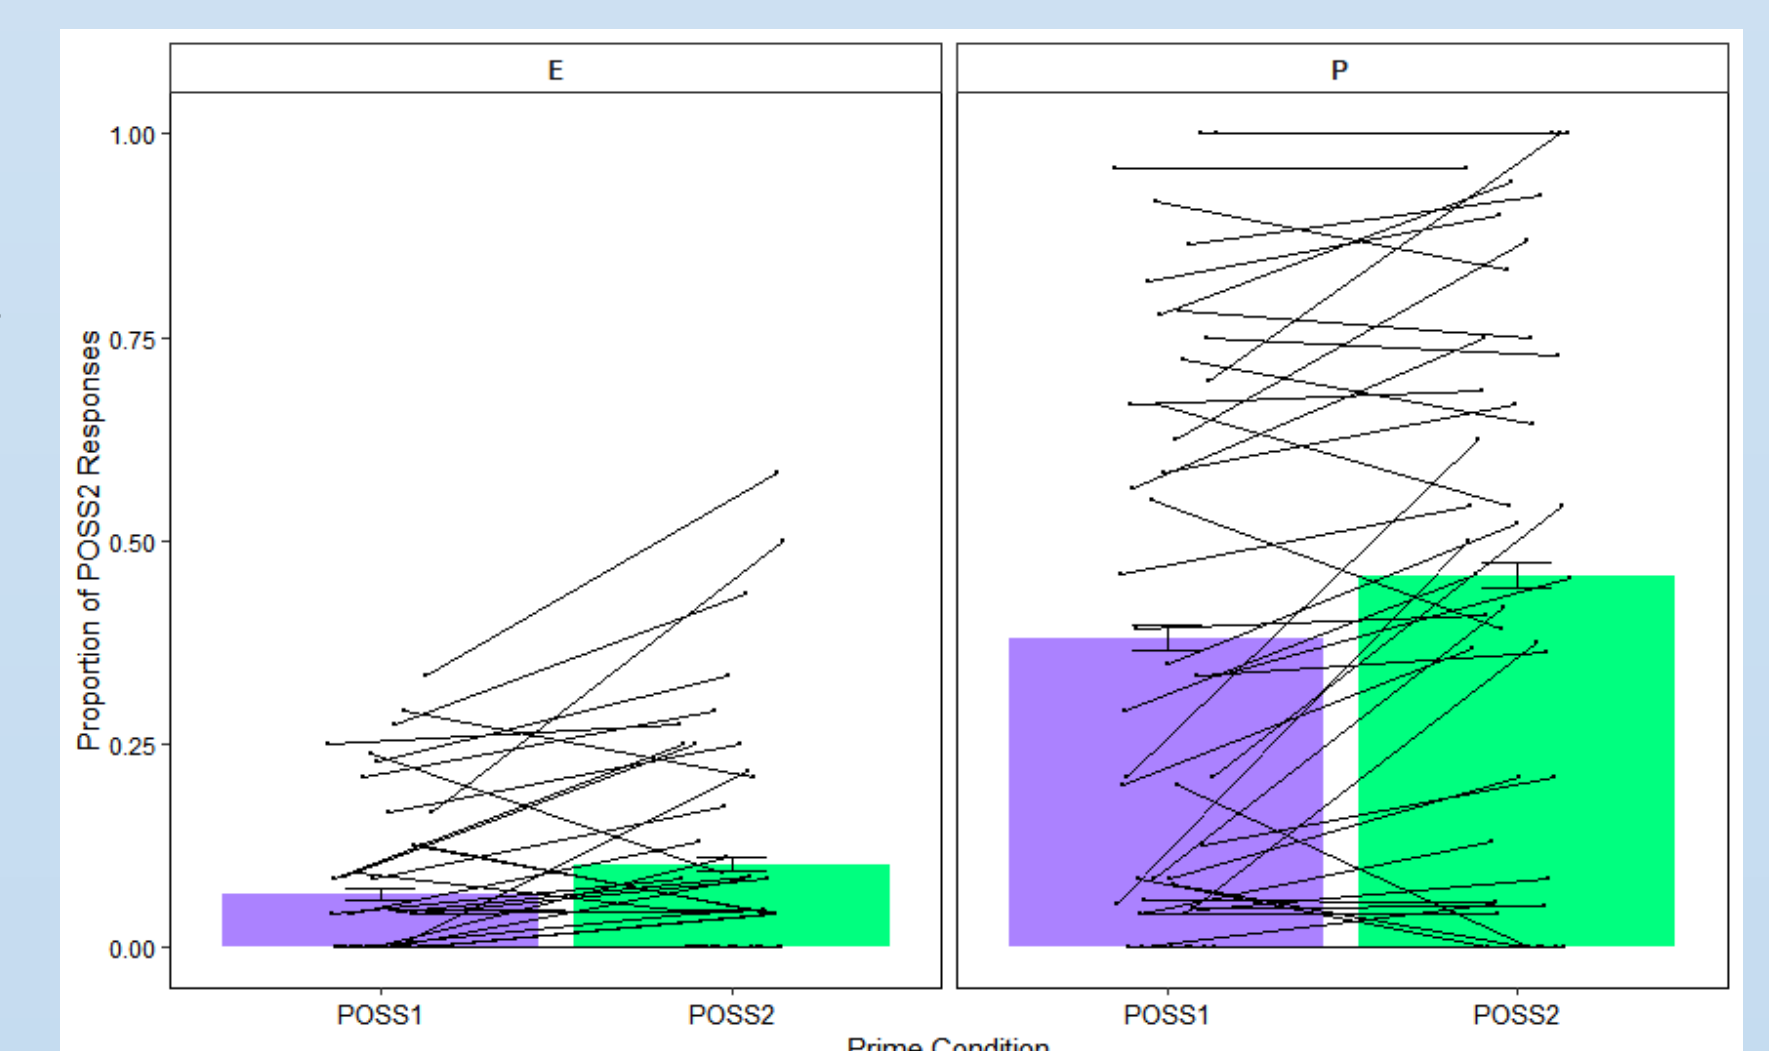 E
P
Proportion of POSS2 Responses
1.00
0.75
0.50
0.25
0.00
POSS1
POSS2
POSS1
POSS2
Prime Condition